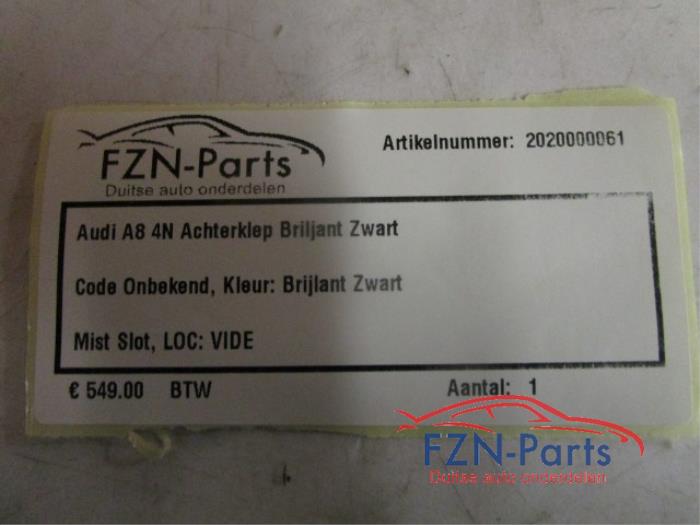 FZN-Parts
Duitse auto onderdelen
Artikelnummer: 2020000061
Audi A8 4N Achterklep Briljant Zwart
Code Onbekend, Kleur: Brijlant Zwart
Mist Slot, LOC: VIDE
€ 549.00 BTW Aantal: 1
FZN-Parts
Duitse auto onderdelen